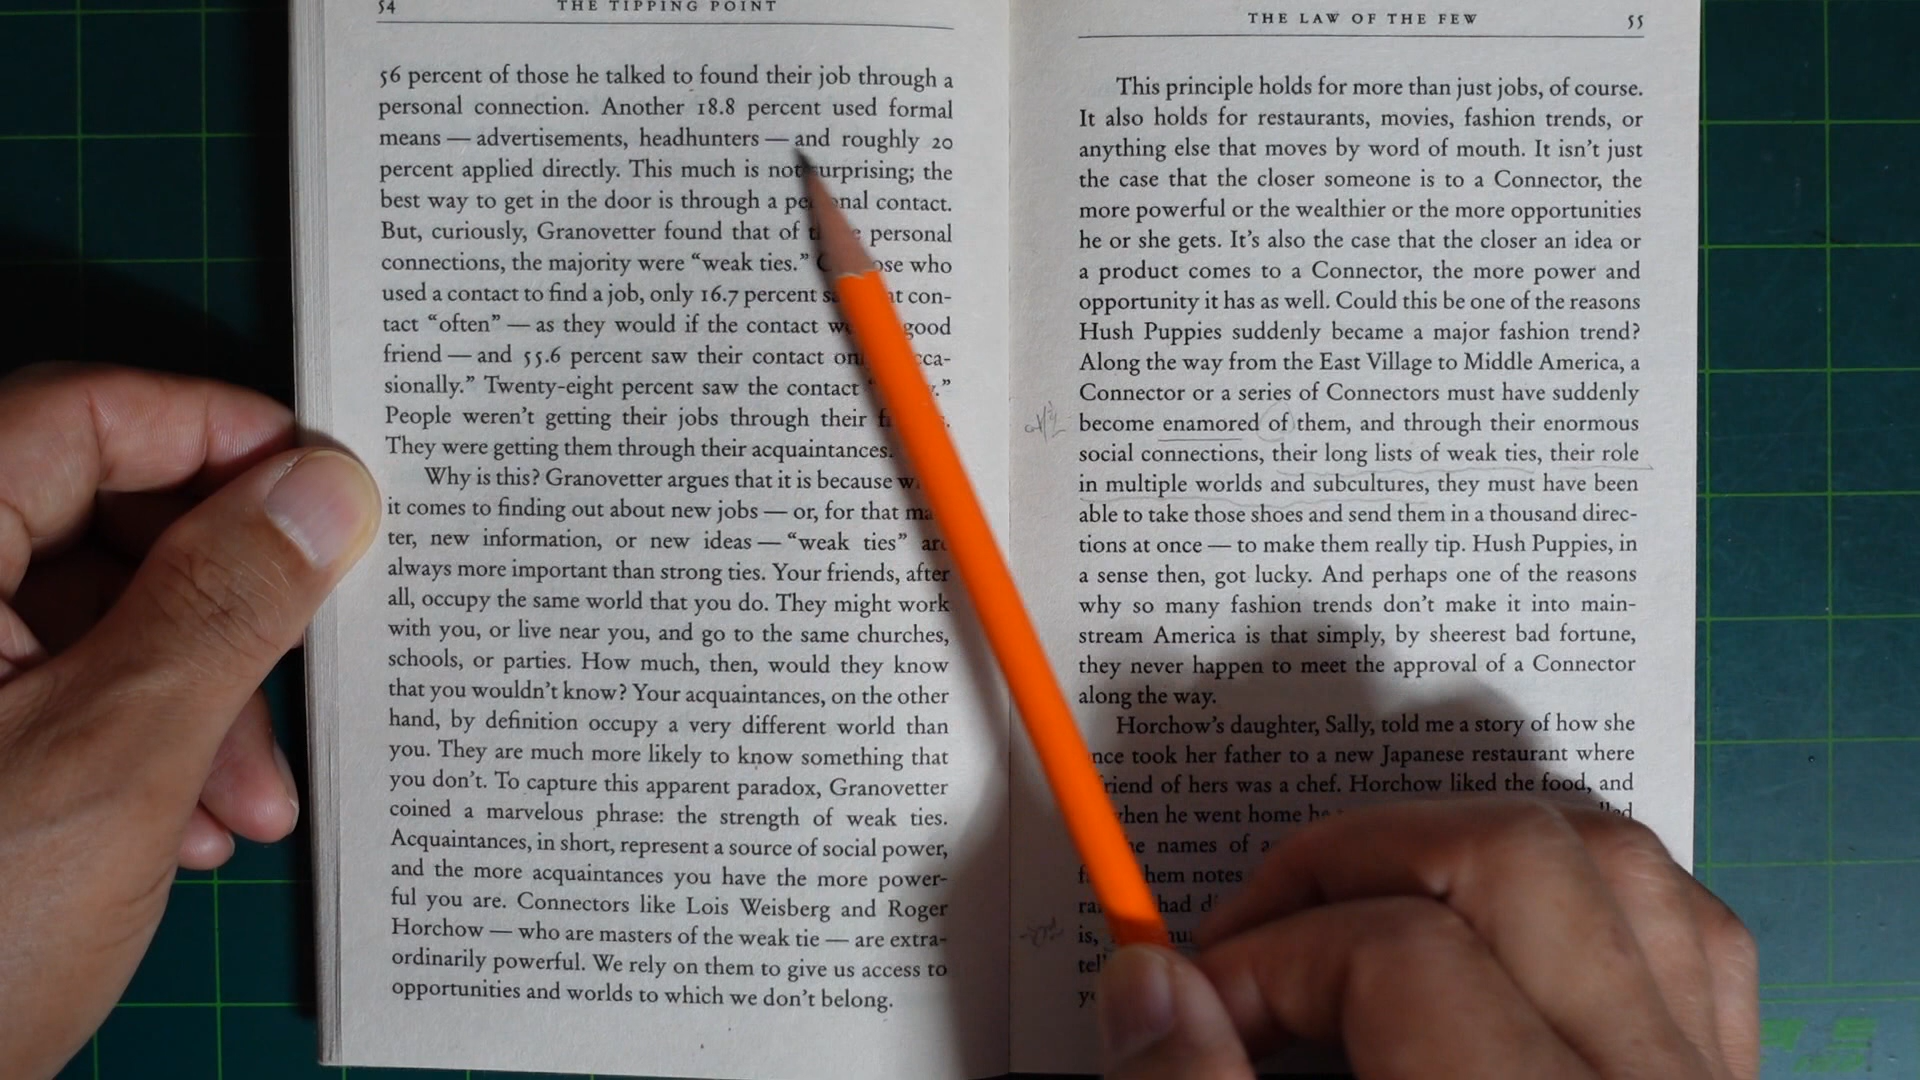 54
THE TIPPING POINT
56 percent of those he talked to found their job through a
personal connection. Another 18.8 percent used formal
means — advertisements, headhunters — and roughly 20
percent applied directly. This much is not surprising; the
best way to get in the door is through a personal contact.
But, curiously, Granovetter found that of personal
connections, the majority were “weak ties.” who
used a contact to find a job, only 16.7 percent con-
tact “often” — as they would if the contact good
friend — and 55.6 percent saw their contact
sionally.” Twenty-eight percent saw the contact
People weren’t getting their jobs through their
They were getting them through their acquaintances.
Why is this? Granovetter argues that it is because
it comes to finding out about new jobs — or, for that mat-
ter, new information, or new ideas — “weak ties” are
always more important than strong ties. Your friends, after
all, occupy the same world that you do. They might work
with you, or live near you, and go to the same churches,
schools, or parties. How much, then, would they know
that you wouldn’t know? Your acquaintances, on the other
hand, by definition occupy a very different world than
you. They are much more likely to know something that
you don’t. To capture this apparent paradox, Granovetter
coined a marvelous phrase: the strength of weak ties.
Acquaintances, in short, represent a source of social power,
and the more acquaintances you have the more power-
ful you are. Connectors like Lois Weisberg and Roger
Horchow — who are masters of the weak tie — are extra-
ordinarily powerful. We rely on them to give us access to
opportunities and worlds to which we don’t belong.
THE LAW OF THE FEW
55
This principle holds for more than just jobs, of course.
It also holds for restaurants, movies, fashion trends, or
anything else that moves by word of mouth. It isn’t just
the case that the closer someone is to a Connector, the
more powerful or the wealthier or the more opportunities
he or she gets. It’s also the case that the closer an idea or
a product comes to a Connector, the more power and
opportunity it has as well. Could this be one of the reasons
Hush Puppies suddenly became a major fashion trend?
Along the way from the East Village to Middle America, a
Connector or a series of Connectors must have suddenly
become enamored of them, and through their enormous
social connections, their long lists of weak ties, their role
in multiple worlds and subcultures, they must have been
able to take those shoes and send them in a thousand direc-
tions at once — to make them really tip. Hush Puppies, in
a sense then, got lucky. And perhaps one of the reasons
why so many fashion trends don’t make it into main-
stream America is that simply, by sheerest bad fortune,
they never happen to meet the approval of a Connector
along the way.
Horchow’s daughter, Sally, told me a story of how she
once took her father to a new Japanese restaurant where
friend of hers was a chef. Horchow liked the food, and
when he went home
names of
them notes
had
is,